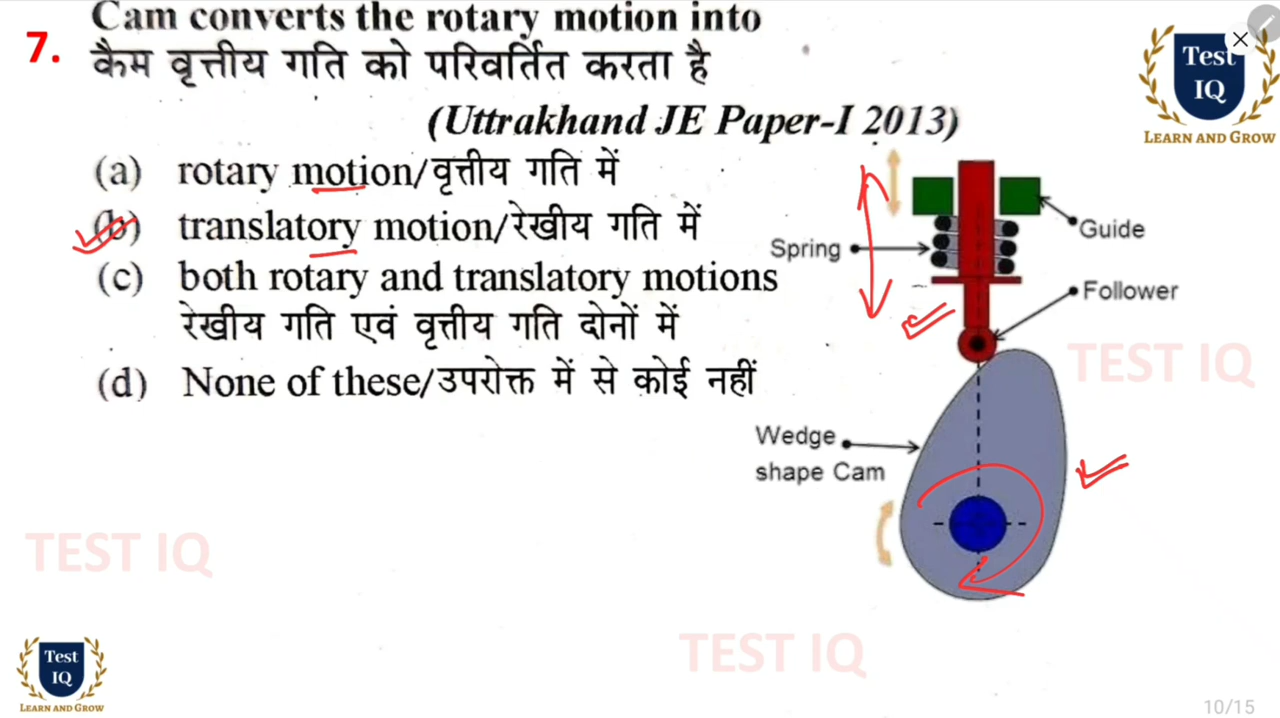 Cam converts the rotary motion into
7.
कैम वृत्तीय गति को परिवर्तित करता है
(Uttrakhand JE Paper-I 2013)
(a) rotary motion/वृत्तीय गति में
(b) translatory motion/रेखीय गति में
(c) both rotary and translatory motions
रेखीय गति एवं वृत्तीय गति दोनों में
(d) None of these/उपरोक्त में से कोई नहीं
Guide
Spring
Follower
Wedge
shape Cam
Test
IQ
LEARN AND GROW
TEST IQ
TEST IQ
TEST IQ
Test
IQ
LEARN AND GROW
10/15